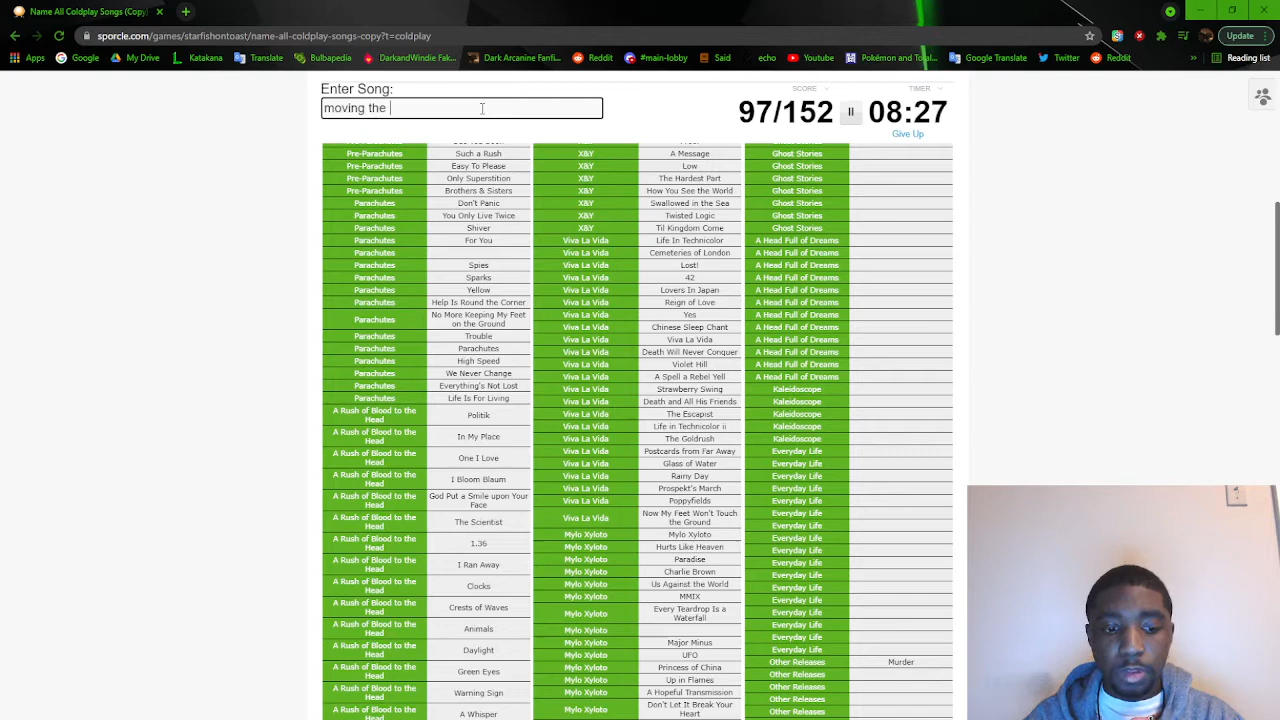 Name All Coldplay Songs (Copy)
sporcle.com/games/starfishontoast/name-all-coldplay-songs-copy?t=coldplay
Update
Apps Google My Drive Katakana Translate Bulbapedia DarkandWindie Fak... Dark Arcanine Fanfli... Reddit #main-lobby Said echo Youtube Pokémon and Total... Google Translate Twitter Reddit » Reading list
Enter Song:
moving the
SCORE TIMER
97/152 08:27
Give Up
Pre-Parachutes Such a Rush X&Y A Message Ghost Stories
Pre-Parachutes Easy To Please X&Y Low Ghost Stories
Pre-Parachutes Only Superstition X&Y The Hardest Part Ghost Stories
Pre-Parachutes Brothers & Sisters X&Y How You See the World Ghost Stories
Parachutes Don't Panic X&Y Swallowed in the Sea Ghost Stories
Parachutes You Only Live Twice X&Y Twisted Logic Ghost Stories
Parachutes Shiver X&Y Til Kingdom Come Ghost Stories
Parachutes For You Viva La Vida Life In Technicolor A Head Full of Dreams
Parachutes Viva La Vida Cemeteries of London A Head Full of Dreams
Parachutes Spies Viva La Vida Lost! A Head Full of Dreams
Parachutes Sparks Viva La Vida 42 A Head Full of Dreams
Parachutes Yellow Viva La Vida Lovers In Japan A Head Full of Dreams
Parachutes Help Is Round the Corner Viva La Vida Reign of Love A Head Full of Dreams
Parachutes No More Keeping My Feet on the Ground Viva La Vida Yes A Head Full of Dreams
Viva La Vida Chinese Sleep Chant A Head Full of Dreams
Parachutes Trouble Viva La Vida Viva La Vida A Head Full of Dreams
Parachutes Parachutes Viva La Vida Death Will Never Conquer A Head Full of Dreams
Parachutes High Speed Viva La Vida Violet Hill A Head Full of Dreams
Parachutes We Never Change Viva La Vida A Spell a Rebel Yell A Head Full of Dreams
Parachutes Everything's Not Lost Viva La Vida Strawberry Swing Kaleidoscope
Parachutes Life Is For Living Viva La Vida Death and All His Friends Kaleidoscope
A Rush of Blood to the Head Politik Viva La Vida The Escapist Kaleidoscope
Viva La Vida Life in Technicolor ii Kaleidoscope
A Rush of Blood to the Head In My Place Viva La Vida The Goldrush Kaleidoscope
A Rush of Blood to the Head One I Love Viva La Vida Postcards from Far Away Everyday Life
Viva La Vida Glass of Water Everyday Life
A Rush of Blood to the Head I Bloom Blaum Viva La Vida Rainy Day Everyday Life
Viva La Vida Prospekt's March Everyday Life
A Rush of Blood to the Head God Put a Smile upon Your Face Viva La Vida Poppyfields Everyday Life
A Rush of Blood to the Head The Scientist Viva La Vida Now My Feet Won't Touch the Ground Everyday Life
Everyday Life
A Rush of Blood to the Head 1.36 Mylo Xyloto Mylo Xyloto Everyday Life
Mylo Xyloto Hurts Like Heaven Everyday Life
A Rush of Blood to the Head I Ran Away Mylo Xyloto Paradise Everyday Life
Mylo Xyloto Charlie Brown Everyday Life
A Rush of Blood to the Head Clocks Mylo Xyloto Us Against the World Everyday Life
Mylo Xyloto MMIX Everyday Life
A Rush of Blood to the Head Crests of Waves Mylo Xyloto Every Teardrop Is a Waterfall Everyday Life
A Rush of Blood to the Head Animals Mylo Xyloto Everyday Life
Mylo Xyloto Major Minus Everyday Life
A Rush of Blood to the Head Daylight Mylo Xyloto UFO Everyday Life
A Rush of Blood to the Head Green Eyes Mylo Xyloto Princess of China Other Releases Murder
Mylo Xyloto Up in Flames Other Releases
A Rush of Blood to the Head Warning Sign Mylo Xyloto A Hopeful Transmission Other Releases
A Rush of Blood to the Head A Whisper Mylo Xyloto Don't Let It Break Your Heart Other Releases
Other Releases